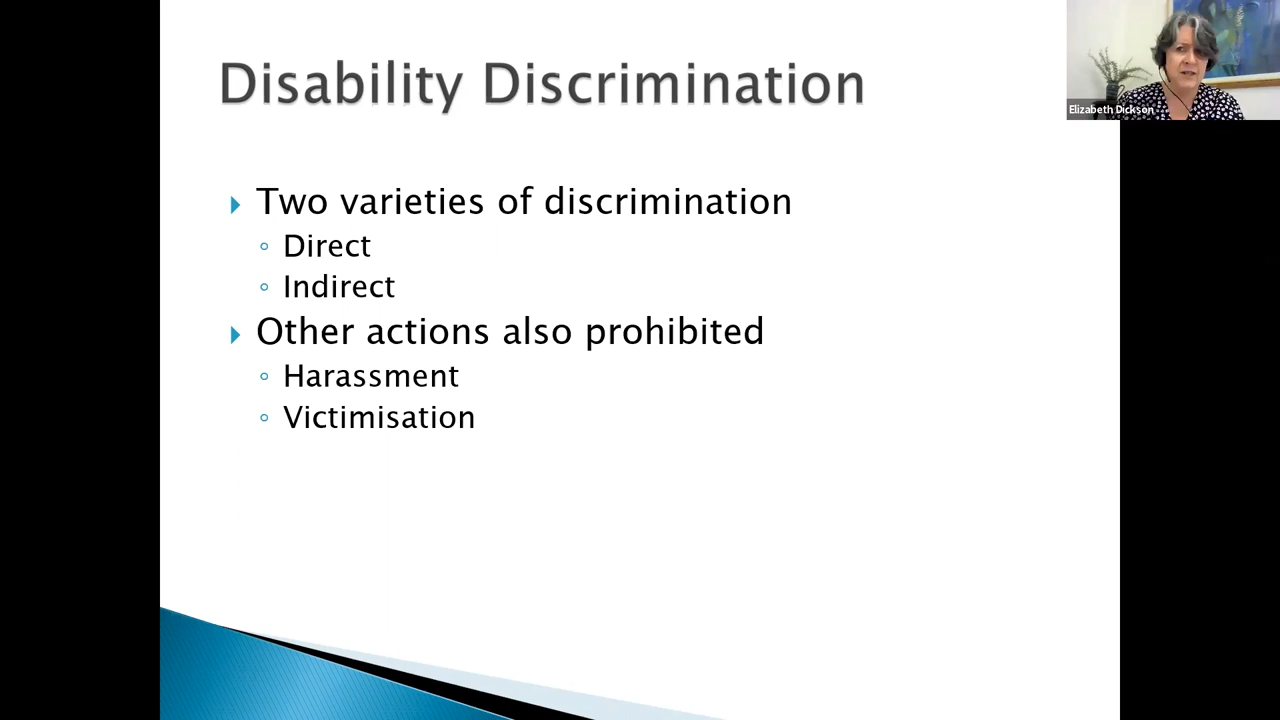 Disability Discrimination
Elizabeth Dickson
Two varieties of discrimination
Direct
Indirect
Other actions also prohibited
Harassment
Victimisation